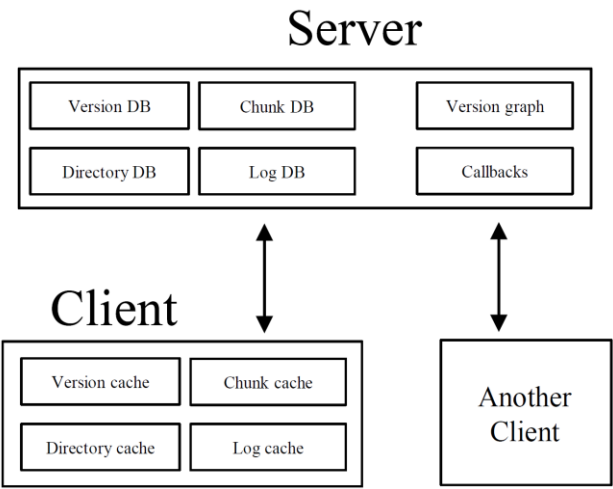 Server
Version DB
Chunk DB
Version graph
Directory DB
Log DB
Callbacks
Client
Version cache
Chunk cache
Directory cache
Log cache
Another
Client